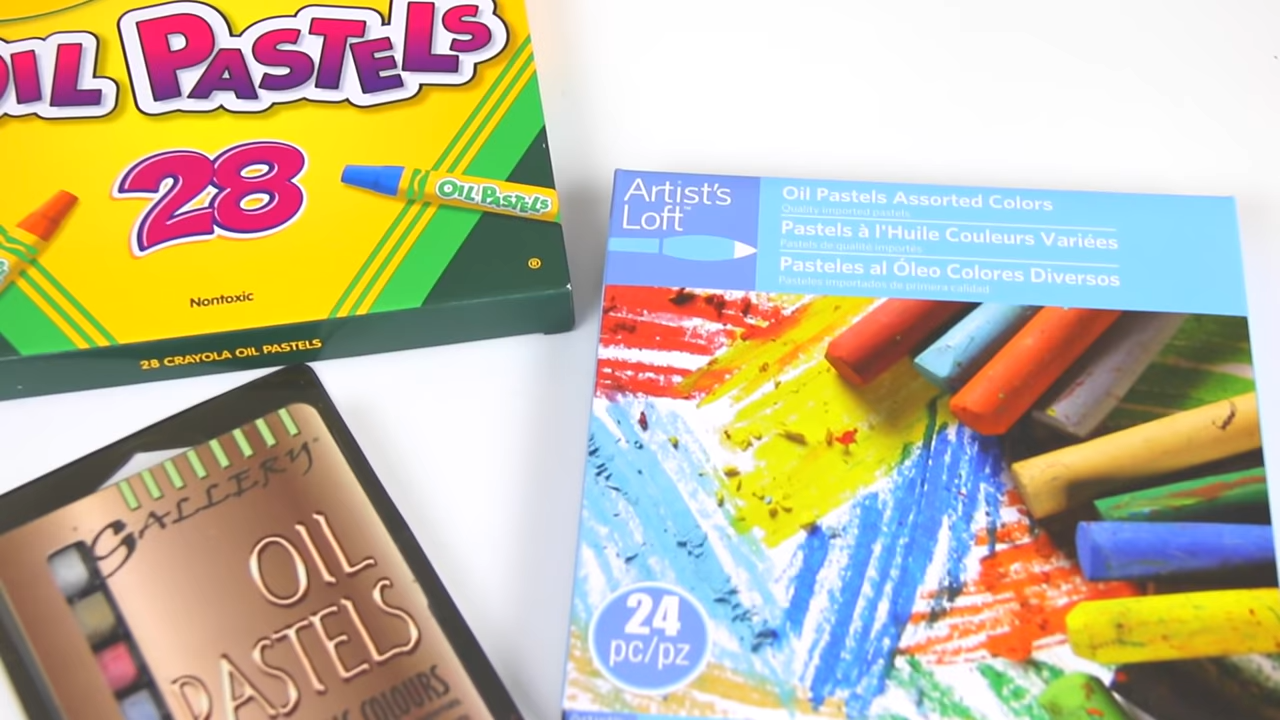 OIL PASTELS
28
OIL PASTELS
Nontoxic
®
28 CRAYOLA OIL PASTELS
Artist's
Loft™
Oil Pastels Assorted Colors
Quality imported pastels
Pastels à l'Huile Couleurs Variées
Pastels de qualité importés
Pasteles al Óleo Colores Diversos
Pasteles importados de primera calidad
24
pc/pz
GALLERY
OIL
PASTELS
COLOURS